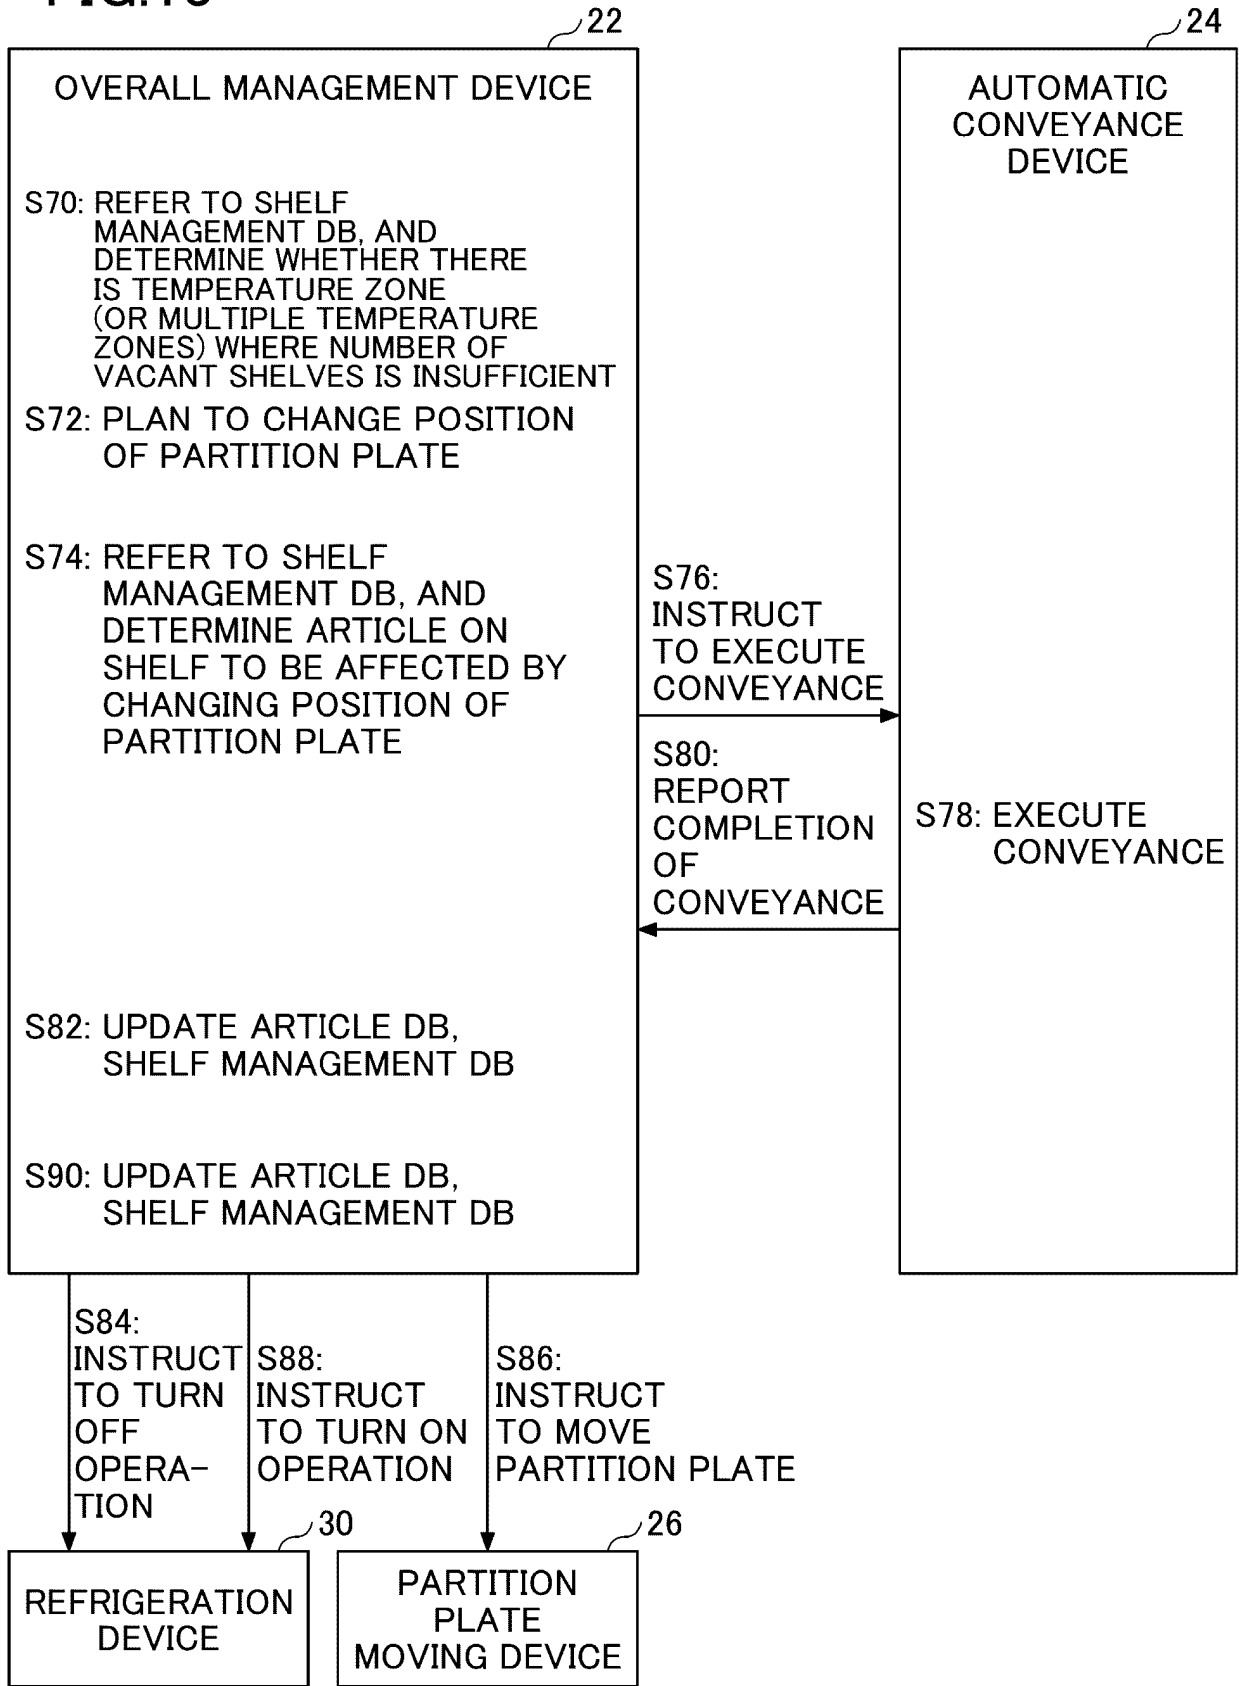 22
24
OVERALL MANAGEMENT DEVICE
S70: REFER TO SHELF
MANAGEMENT DB, AND
DETERMINE WHETHER THERE
IS TEMPERATURE ZONE
(OR MULTIPLE TEMPERATURE
ZONES) WHERE NUMBER OF
VACANT SHELVES IS INSUFFICIENT
S72: PLAN TO CHANGE POSITION
OF PARTITION PLATE
S74: REFER TO SHELF
MANAGEMENT DB, AND
DETERMINE ARTICLE ON
SHELF TO BE AFFECTED BY
CHANGING POSITION OF
PARTITION PLATE
S82: UPDATE ARTICLE DB,
SHELF MANAGEMENT DB
S90: UPDATE ARTICLE DB,
SHELF MANAGEMENT DB
S76:
INSTRUCT
TO EXECUTE
CONVEYANCE
S80:
REPORT
COMPLETION
OF
CONVEYANCE
AUTOMATIC
CONVEYANCE
DEVICE
S78: EXECUTE
CONVEYANCE
S84:
INSTRUCT
TO TURN
OFF
OPERA-
TION
S88:
INSTRUCT
TO TURN ON
OPERATION
S86:
INSTRUCT
TO MOVE
PARTITION PLATE
30
REFRIGERATION
DEVICE
26
PARTITION
PLATE
MOVING DEVICE